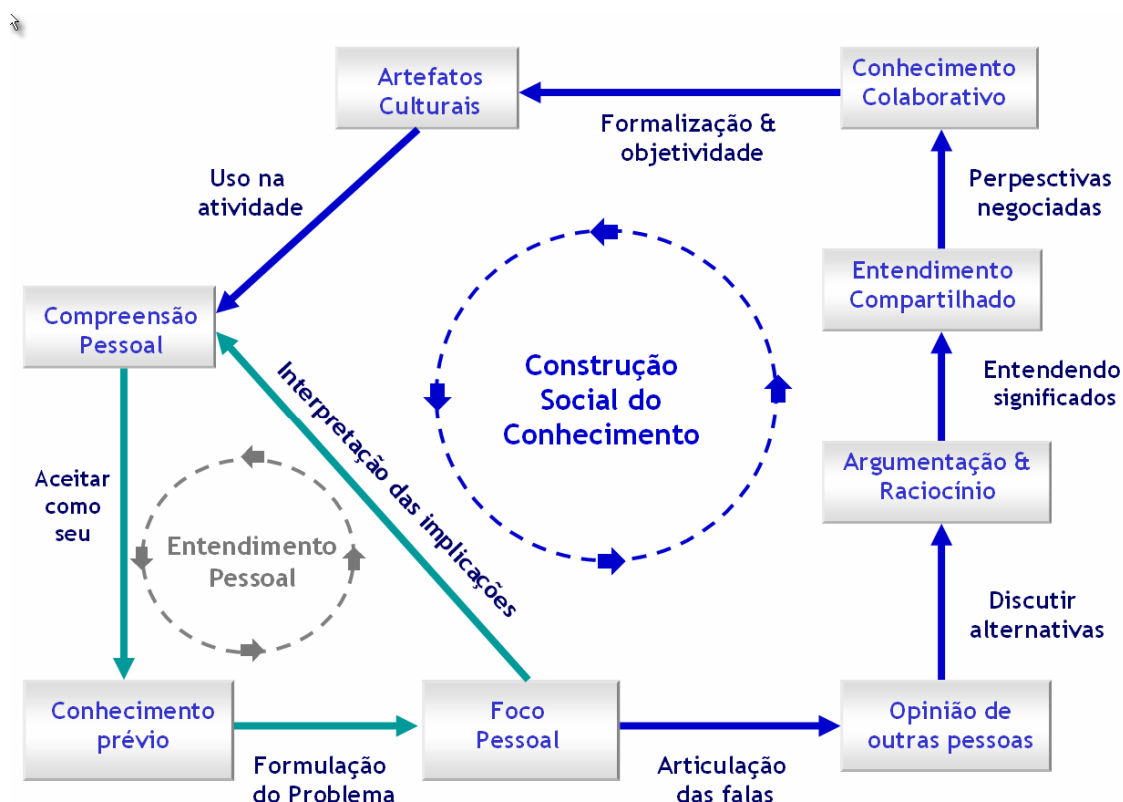 Artefatos
Culturais
Conhecimento
Colaborativo
Formalização &
objetividade
Uso na
atividade
Perpesctivas
negociadas
Entendimento
Compartilhado
Compreensão
Pessoal
Construção
Social do
Conhecimento
Interpretação das implicações
Entendendo
significados
Argumentação &
Raciocínio
Aceitar
como
seu
Entendimento
Pessoal
Discutir
alternativas
Conhecimento
prévio
Foco
Pessoal
Opinião de
outras pessoas
Formulação
do Problema
Articulação
das falas